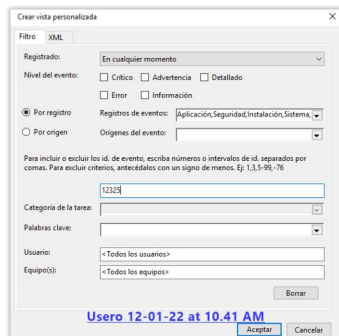 Crear vista personalizada
Filtro XML
Registrado: En cualquier momento
Nivel del evento: Crítico Advertencia Detallado
Error Información
Por registro Registros de eventos: Aplicación,Seguridad,Instalación,Sistema,
Por origen Orígenes del evento:
Para incluir o excluir los id. de evento, escriba números o intervalos de id. separados por
comas. Para excluir criterios, antecédalos con un signo de menos. Ej: 1,3,5-99,-76
12325
Categoría de la tarea:
Palabras clave:
Usuario: <Todos los usuarios>
Equipo(s): <Todos los equipos>
Borrar
Usero 12-01-22 at 10.41 AM
Aceptar Cancelar